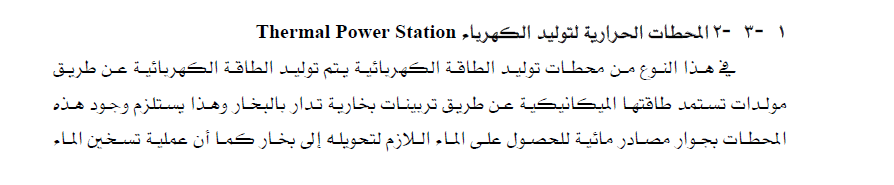 ١ -٣ -٢ المحطات الحرارية لتوليد الكهرباء Thermal Power Station
في هذا النوع من محطات توليد الطاقة الكهربائية يتم توليد الطاقة الكهربائية عن طريق
مولدات تستمد طاقتها الميكانيكية عن طريق تربينات بخارية تدار بالبخار وهذا يستلزم وجود هذه
المحطات بجوار مصادر مائية للحصول على الماء اللازم لتحويله إلى بخار كما أن عملية تسخين الماء